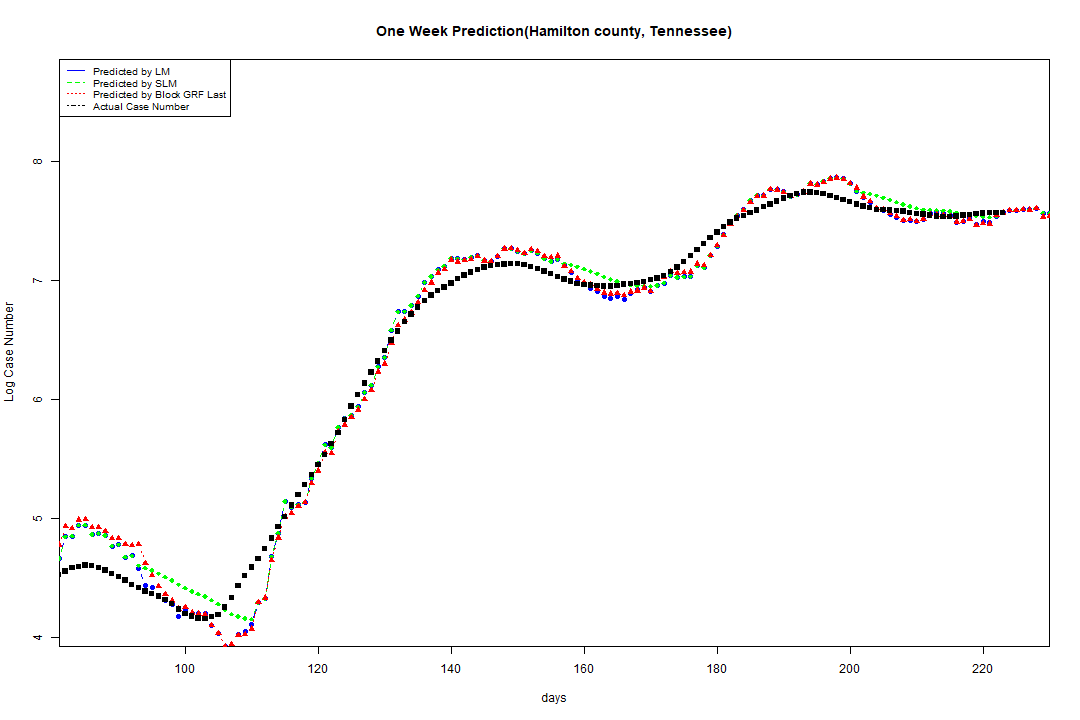 One Week Prediction(Hamilton county, Tennessee)
Predicted by LM
Predicted by SLM
Predicted by Block GRF Last
Actual Case Number
8
7
6
5
4
Log Case Number
100 120 140 160 180 200 220
days